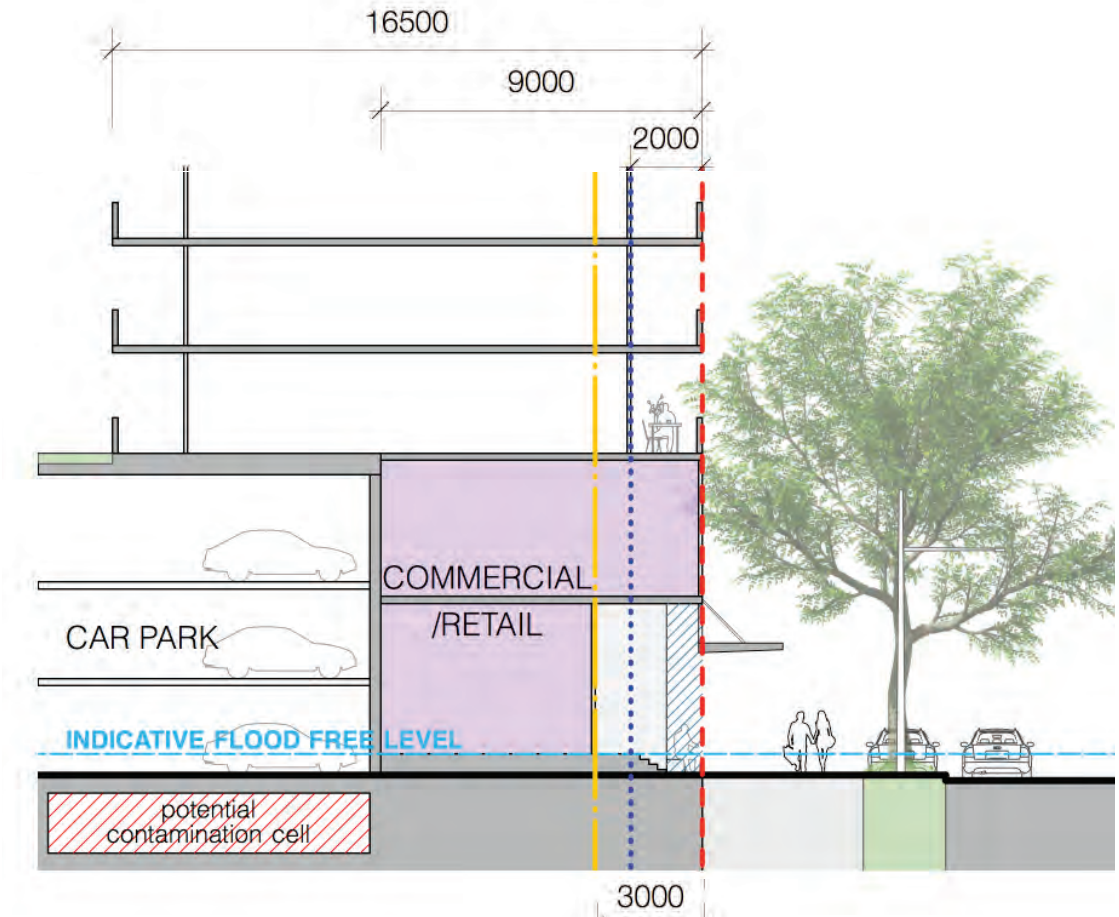 16500
9000
2000
COMMERCIAL
/RETAIL
CAR PARK
INDICATIVE FLOOD FREE LEVEL
potential
contamination cell
3000